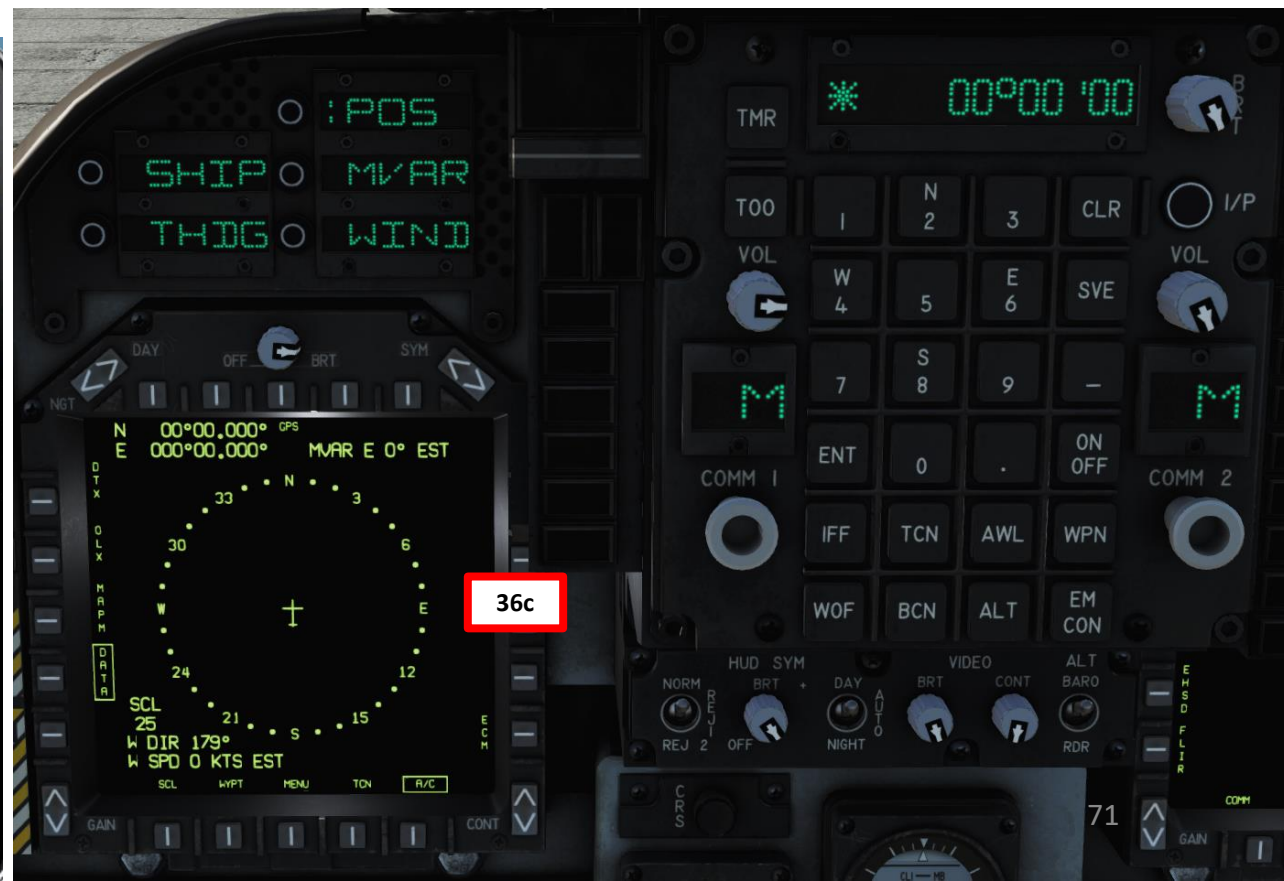 :POS
SHIP MVAR
THDG WIND
DAY OFF BRT SYM
NGT
N 00°00.000° GPS
E 000°00.000° MVAR E 0° EST
DTX
OLX
MAPM
DATA
N
33 3
30 6
W E
24 12
21 15
S
SCL
25
W DIR 179°
W SPD 0 KTS EST
ECM
SCL WYPT MENU TCN A/C
GAIN CONT
36c
TMR 00°00'00 BRT
TOO 1 N 2 3 CLR I/P
VOL VOL
W 4 5 E 6 SVE
7 S 8 9 –
M M
ENT 0 . ON OFF
COMM 1 COMM 2
IFF TCN AWL WPN
WOF BCN ALT EM CON
HUD SYM VIDEO ALT
NORM BRT + DAY BRT CONT BARO
REJ 1 AUTO
REJ 2 OFF NIGHT RDR
CRS
CLI MB
EHSD
FLIR
COMM
GAIN
71